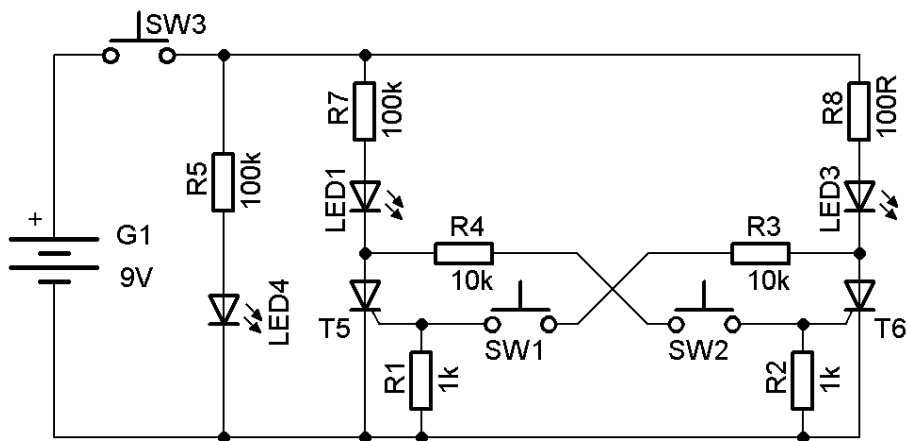 SW3
R7
100k
R8
100R
R5
100k
LED1
LED3
+
G1
9V
R4
10k
R3
10k
LED4
T5
SW1
SW2
T6
R1
1k
R2
1k